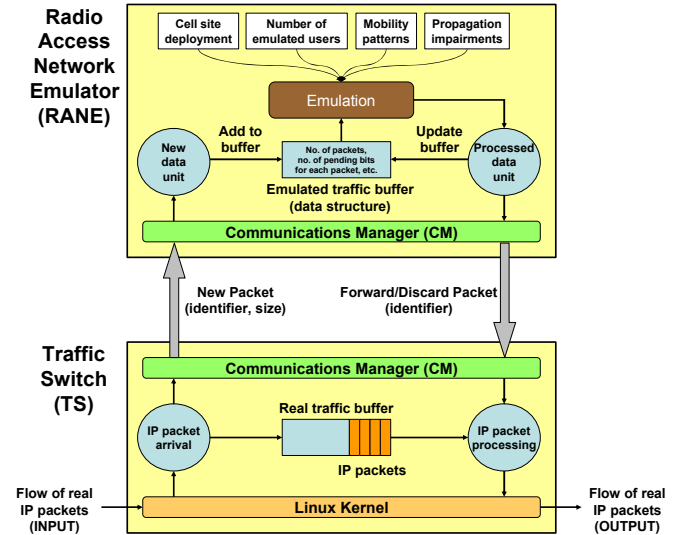 Radio
Access
Network
Emulator
(RANE)
Cell site
deployment
Number of
emulated users
Mobility
patterns
Propagation
impairments
Emulation
Add to
buffer
Update
buffer
New
data
unit
No. of packets,
no. of pending bits
for each packet, etc.
Processed
data
unit
Emulated traffic buffer
(data structure)
Communications Manager (CM)
New Packet
(identifier, size)
Forward/Discard Packet
(identifier)
Traffic
Switch
(TS)
Communications Manager (CM)
IP packet
arrival
Real traffic buffer
IP packets
IP packet
processing
Flow of real
IP packets
(INPUT)
Linux Kernel
Flow of real
IP packets
(OUTPUT)